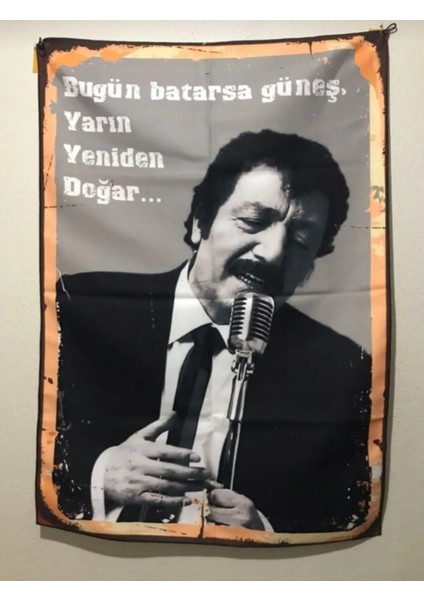 Bugün batarsa güneş,
Yarın
Yeniden
Doğar...